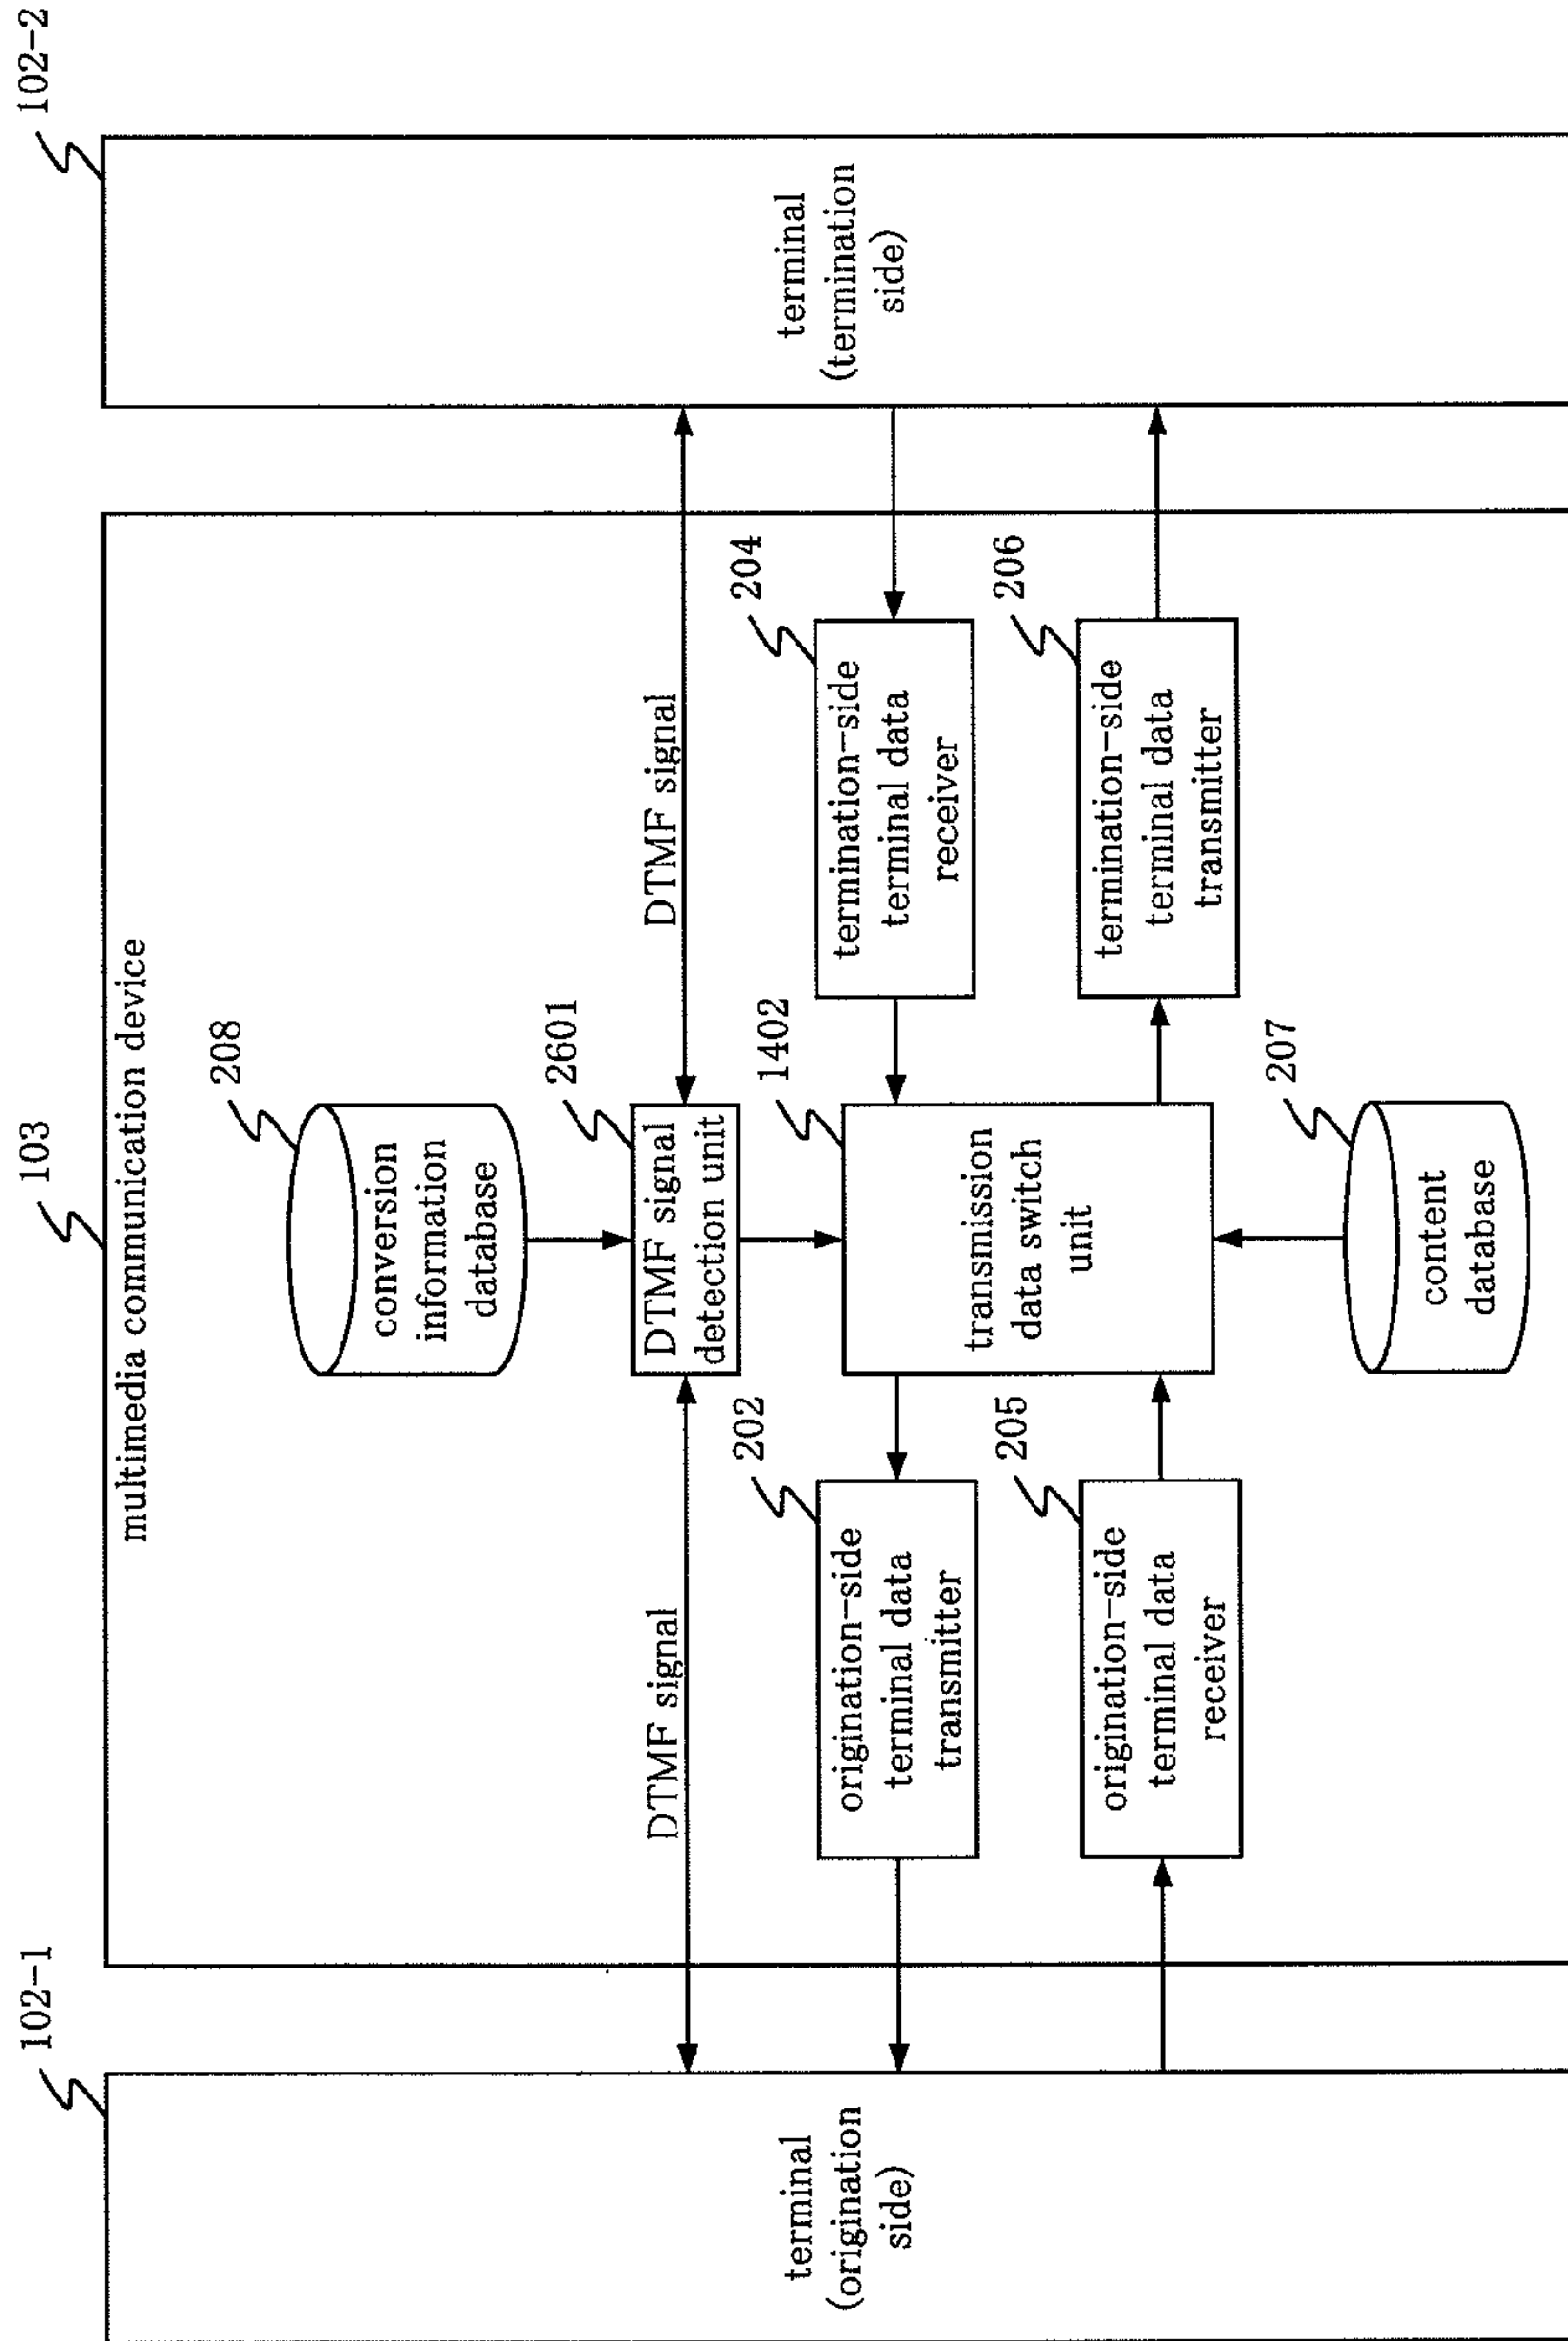 102-1
103
102-2
multimedia communication device
terminal
(origination
side)
208
conversion
information
database
2601
DTMF signal
detection unit
DTMF signal
DTMF signal
202
origination-side
terminal data
transmitter
1402
transmission
data switch
unit
204
termination-side
terminal data
receiver
205
origination-side
terminal data
receiver
206
termination-side
terminal data
transmitter
207
content
database
terminal
(termination
side)